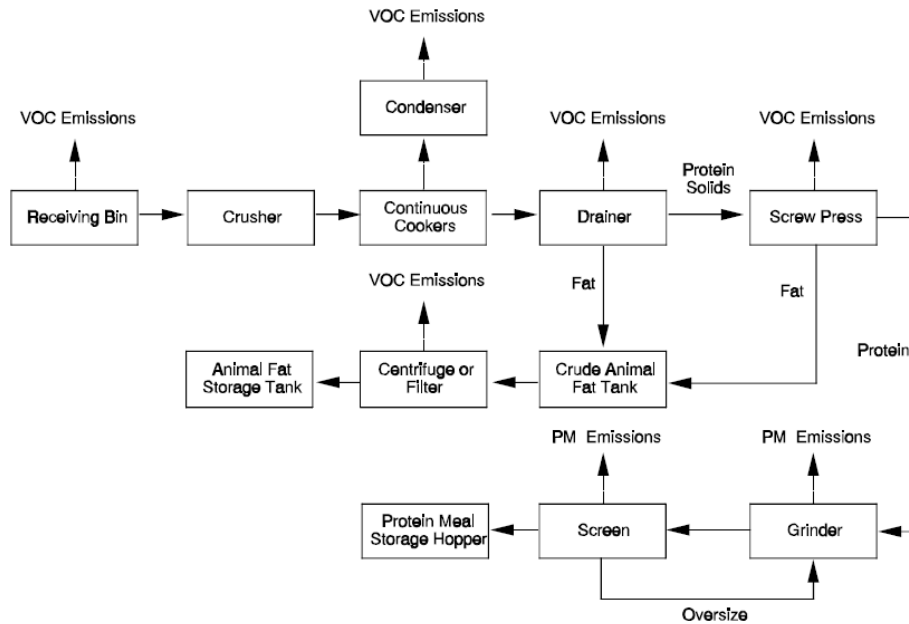 VOC Emissions
Condenser
VOC Emissions
VOC Emissions
VOC Emissions
Protein
Solids
Receiving Bin
Crusher
Continuous
Cookers
Drainer
Screw Press
VOC Emissions
Fat
Fat
Protein
Animal Fat
Storage Tank
Centrifuge or
Filter
Crude Animal
Fat Tank
PM Emissions
PM Emissions
Protein Meal
Storage Hopper
Screen
Grinder
Oversize